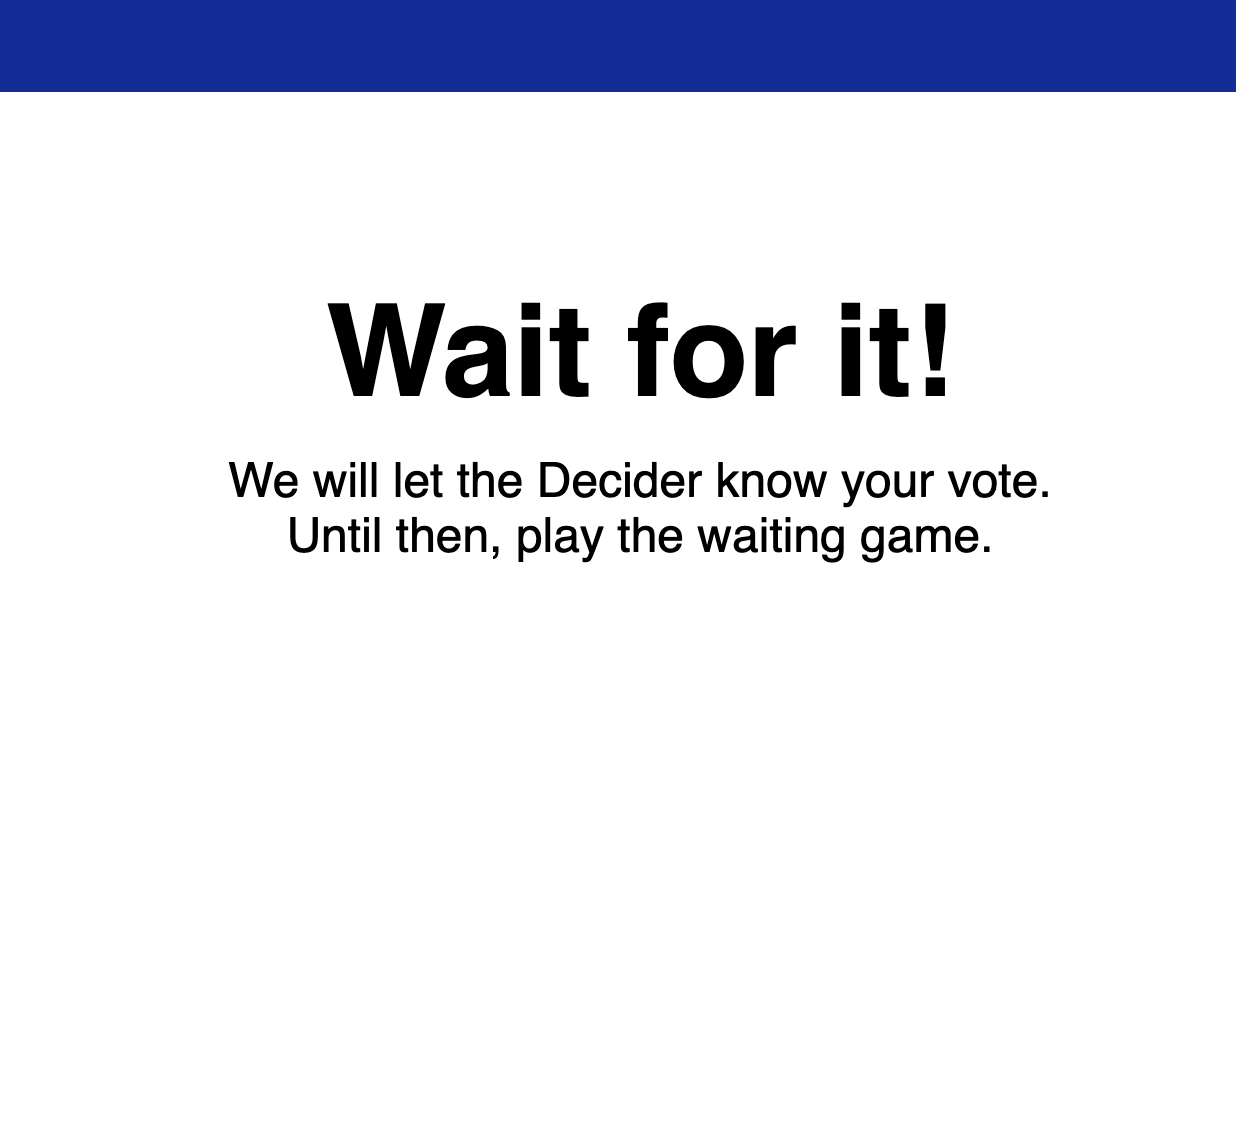 Wait for it!
We will let the Decider know your vote.
Until then, play the waiting game.